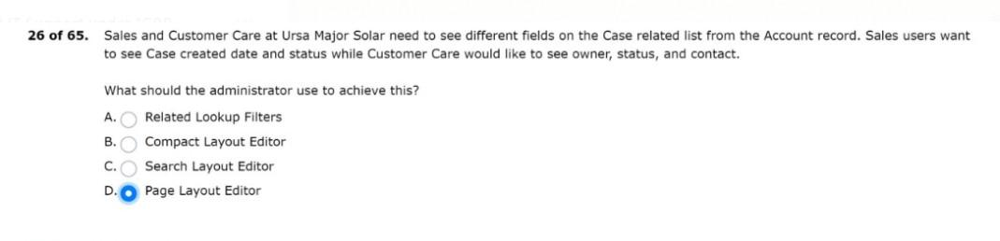 26 of 65. Sales and Customer Care at Ursa Major Solar need to see different fields on the Case related list from the Account record. Sales users want
to see Case created date and status while Customer Care would like to see owner, status, and contact.
What should the administrator use to achieve this?
A. Related Lookup Filters
B. Compact Layout Editor
C. Search Layout Editor
D. Page Layout Editor